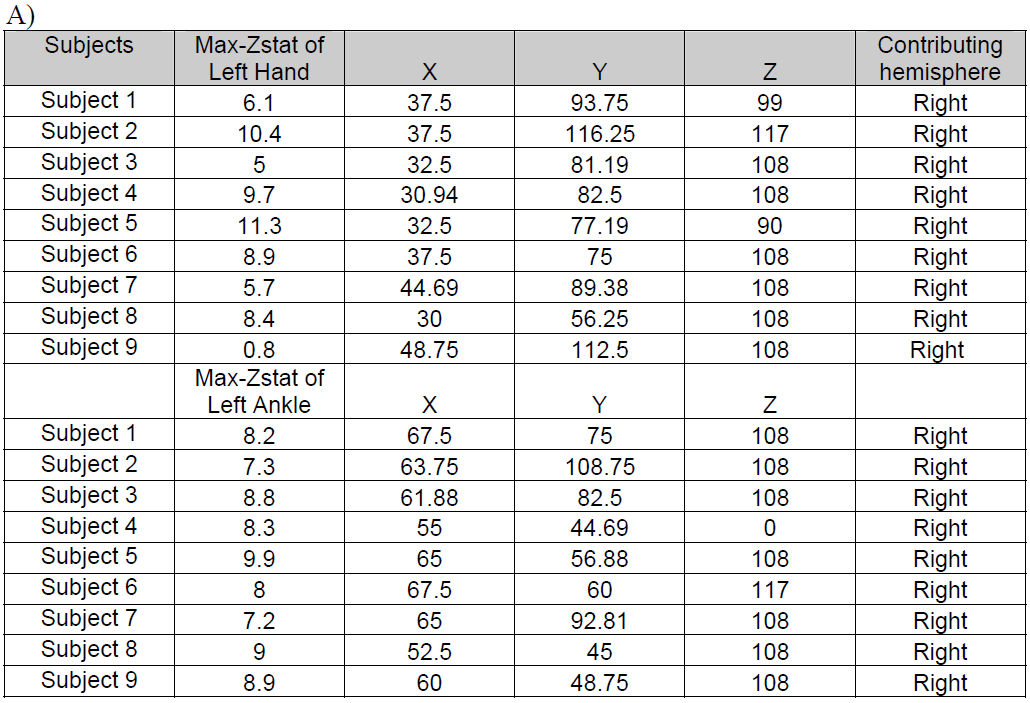 A)
Subjects Max-Zstat of Left Hand X Y Z Contributing hemisphere
Subject 1 6.1 37.5 93.75 99 Right
Subject 2 10.4 37.5 116.25 117 Right
Subject 3 5 32.5 81.19 108 Right
Subject 4 9.7 30.94 82.5 108 Right
Subject 5 11.3 32.5 77.19 90 Right
Subject 6 8.9 37.5 75 108 Right
Subject 7 5.7 44.69 89.38 108 Right
Subject 8 8.4 30 56.25 108 Right
Subject 9 0.8 48.75 112.5 108 Right
Max-Zstat of Left Ankle X Y Z
Subject 1 8.2 67.5 75 108 Right
Subject 2 7.3 63.75 108.75 108 Right
Subject 3 8.8 61.88 82.5 108 Right
Subject 4 8.3 55 44.69 0 Right
Subject 5 9.9 65 56.88 108 Right
Subject 6 8 67.5 60 117 Right
Subject 7 7.2 65 92.81 108 Right
Subject 8 9 52.5 45 108 Right
Subject 9 8.9 60 48.75 108 Right